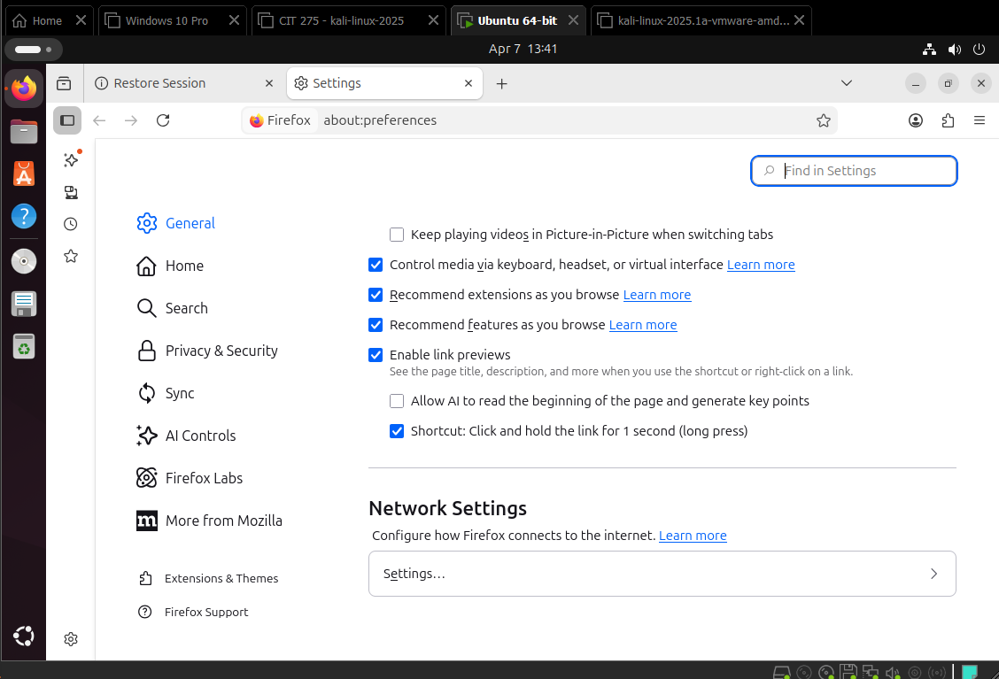 Home
Windows 10 Pro
CIT 275 - kali-linux-2025
Ubuntu 64-bit
kali-linux-2025.1a-vmware-amd...
Apr 7 13:41
Restore Session
Settings
Firefox
about:preferences
Find in Settings
General
Home
Search
Privacy & Security
Sync
AI Controls
Firefox Labs
m More from Mozilla
Extensions & Themes
Firefox Support
Keep playing videos in Picture-in-Picture when switching tabs
Control media via keyboard, headset, or virtual interface Learn more
Recommend extensions as you browse Learn more
Recommend features as you browse Learn more
Enable link previews
See the page title, description, and more when you use the shortcut or right-click on a link.
Allow AI to read the beginning of the page and generate key points
Shortcut: Click and hold the link for 1 second (long press)
Network Settings
Configure how Firefox connects to the internet. Learn more
Settings…